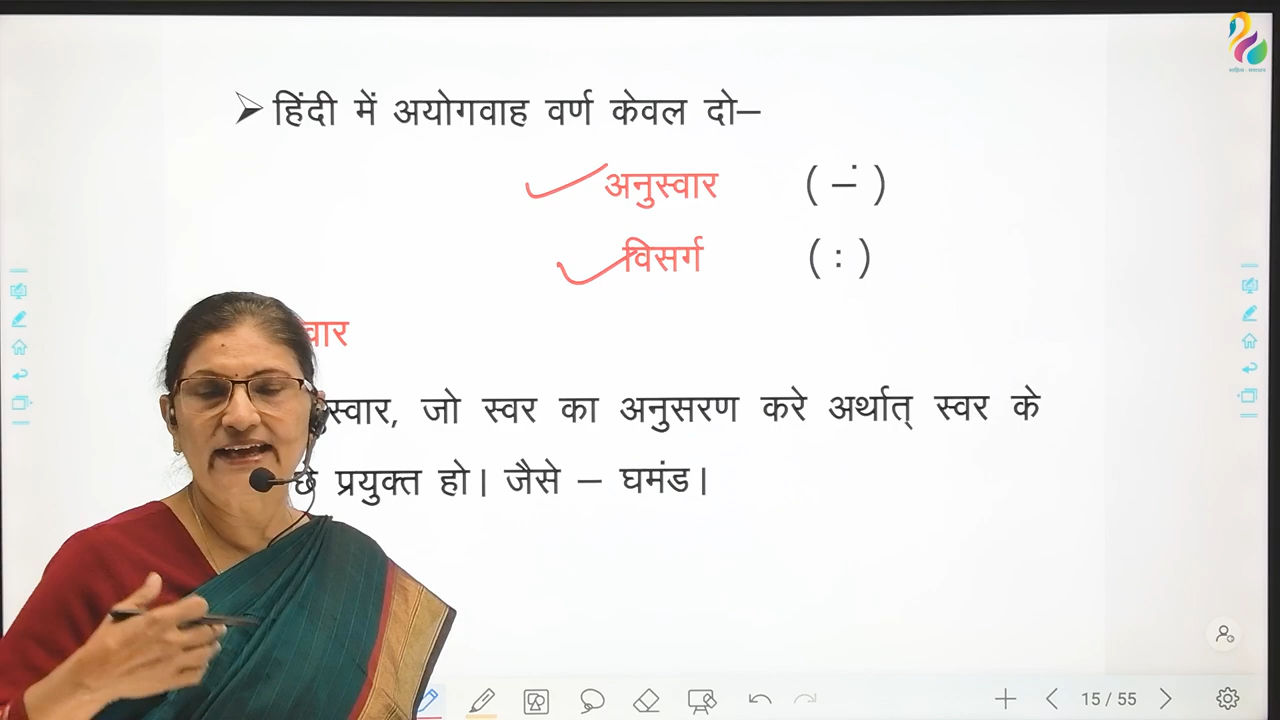 हिंदी में अयोगवाह वर्ण केवल दो–
अनुस्वार ( –ं )
विसर्ग ( : )
स्वार, जो स्वर का अनुसरण करे अर्थात् स्वर के
प्रयुक्त हो। जैसे – घमंड।
15 / 55